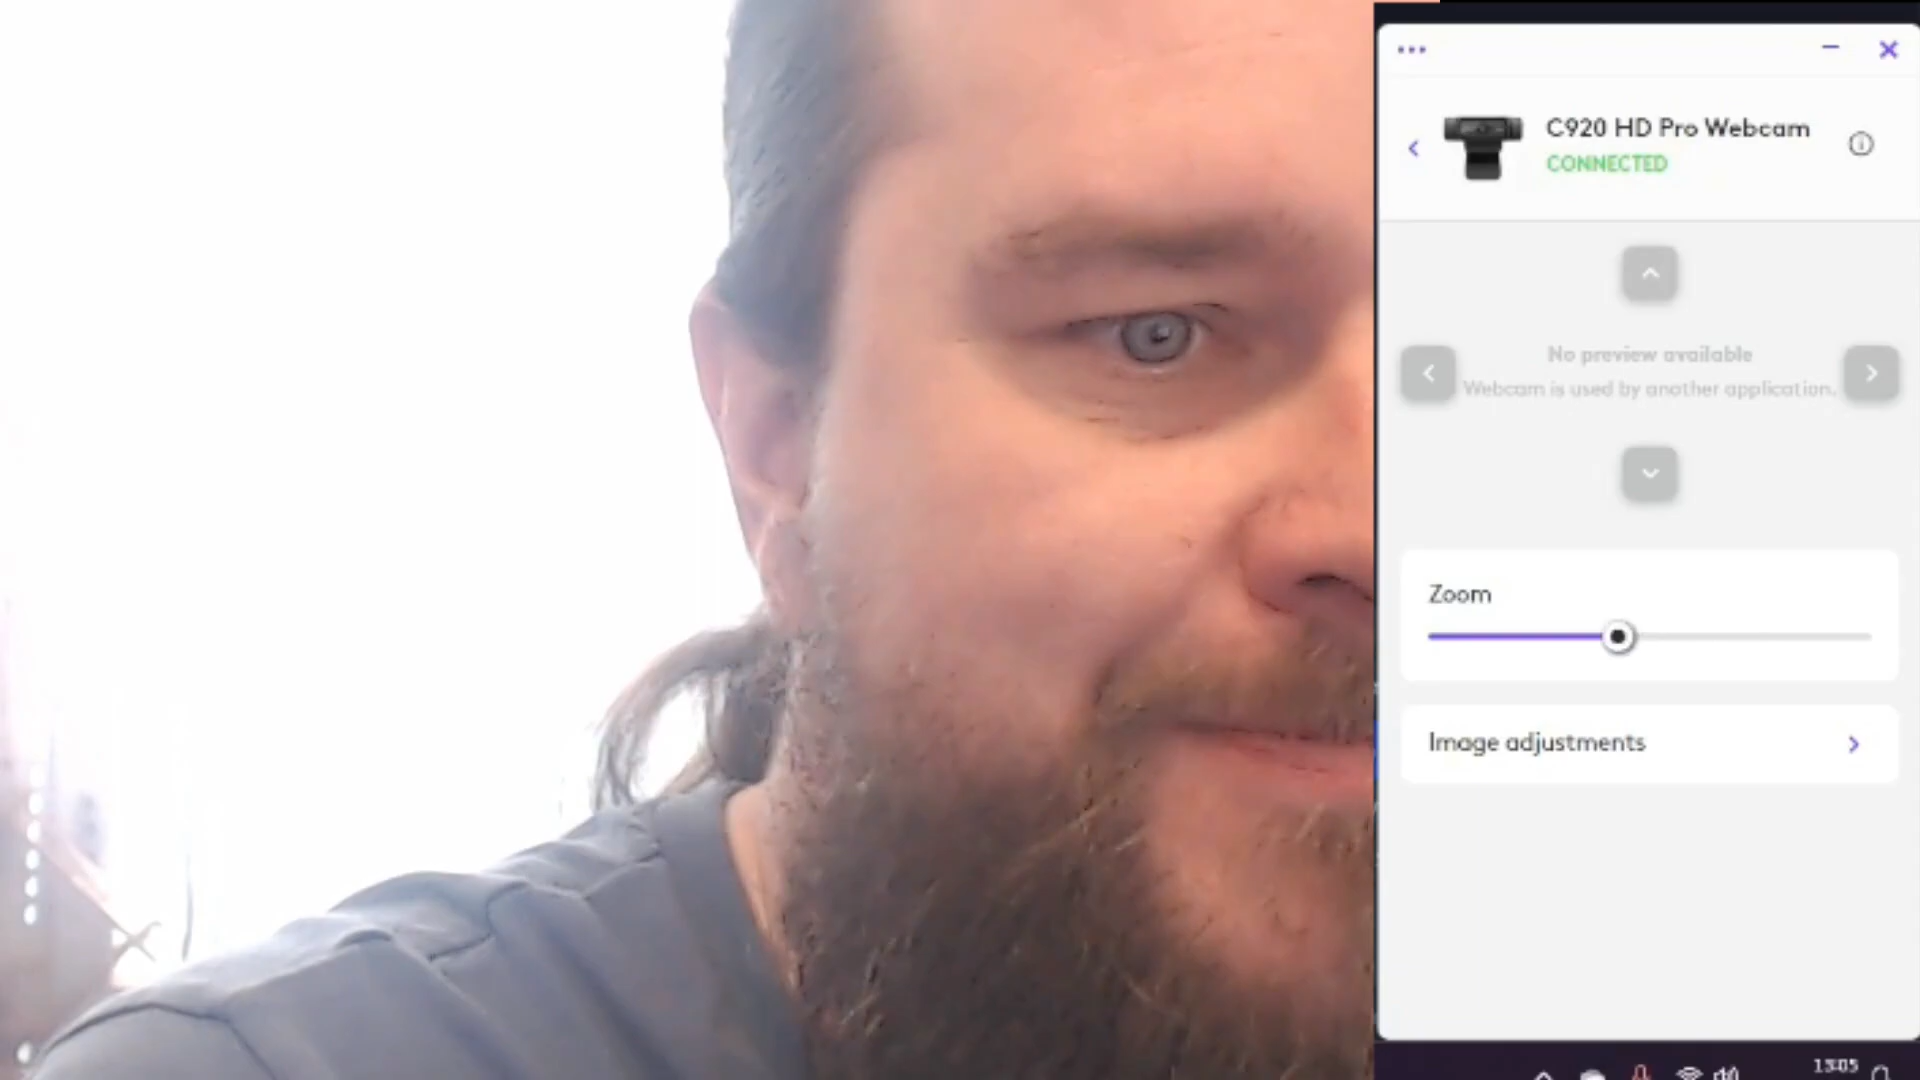 C920 HD Pro Webcam
CONNECTED
No preview available
Webcam is used by another application.
Zoom
Image adjustments
13:05